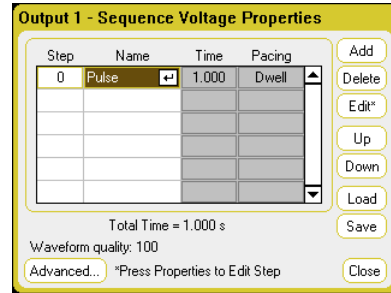 Output 1 - Sequence Voltage Properties
Step Name Time Pacing
0 Pulse 1.000 Dwell
Add
Delete
Edit*
Up
Down
Load
Save
Total Time = 1.000 s
Waveform quality: 100
Advanced... *Press Properties to Edit Step
Close